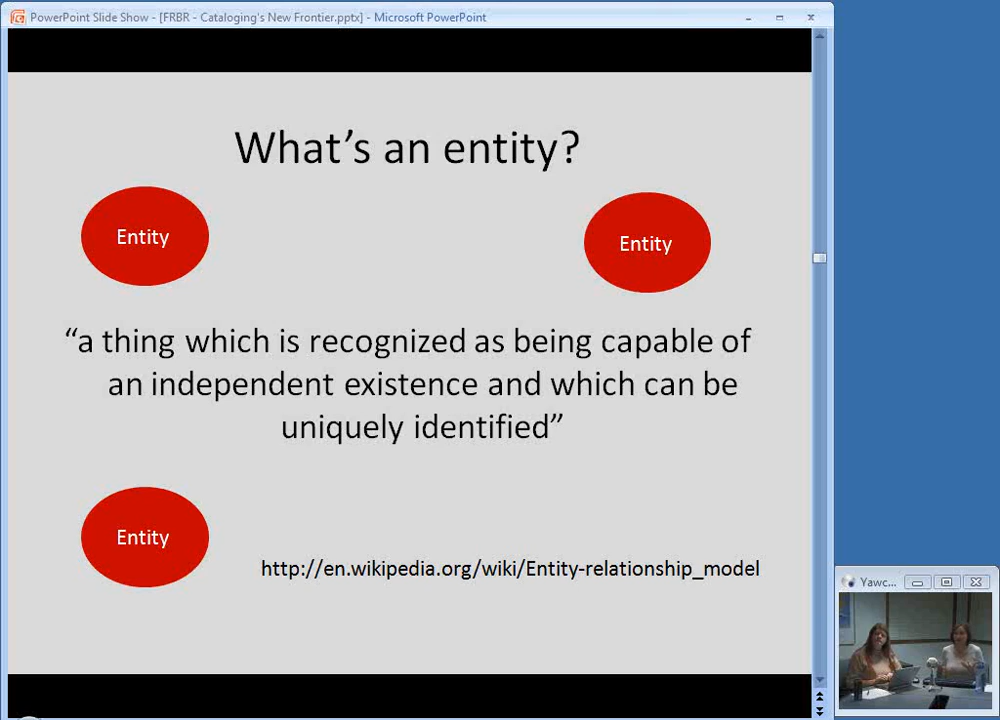 PowerPoint Slide Show - [FRBR - Cataloging's New Frontier.pptx] - Microsoft PowerPoint
What's an entity?
Entity
Entity
“a thing which is recognized as being capable of
an independent existence and which can be
uniquely identified”
Entity
http://en.wikipedia.org/wiki/Entity-relationship_model
Yawc...